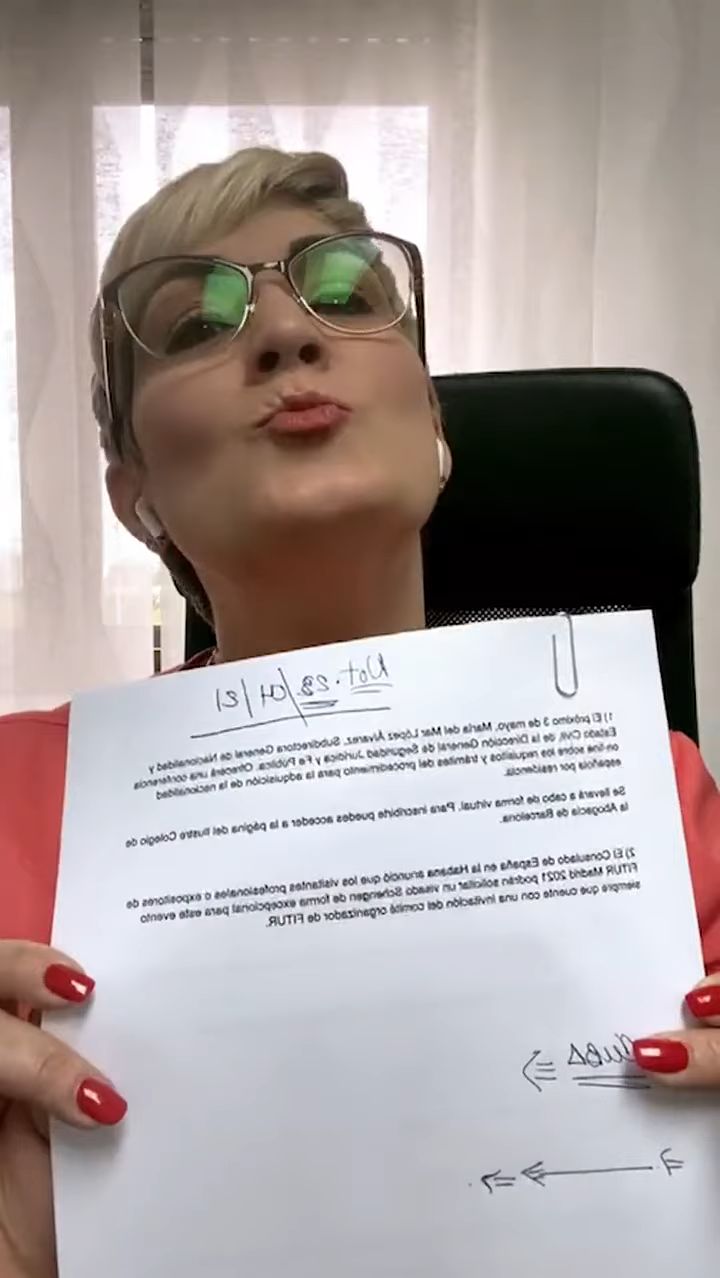 Not. 28/04/21
1) El próximo 3 de mayo, María del Mar López Álvarez, Subdirectora General de Nacionalidad y
Estado Civil, de la Dirección General de Seguridad Jurídica y Fe Pública. Ofrecerá una conferencia
on-line sobre los requisitos y trámites del procedimiento para la adquisición de la nacionalidad
española por residencia.
Se llevará a cabo de forma virtual. Para inscribirte puedes acceder a la página del Ilustre Colegio de
la Abogacía de Barcelona.
2) El Consulado de España en la Habana anunció que los visitantes profesionales o expositores de
FITUR Madrid 2021 podrán solicitar un visado Schengen de forma excepcional para este evento
siempre que cuente con una invitación del comité organizador de FITUR.
CUBA